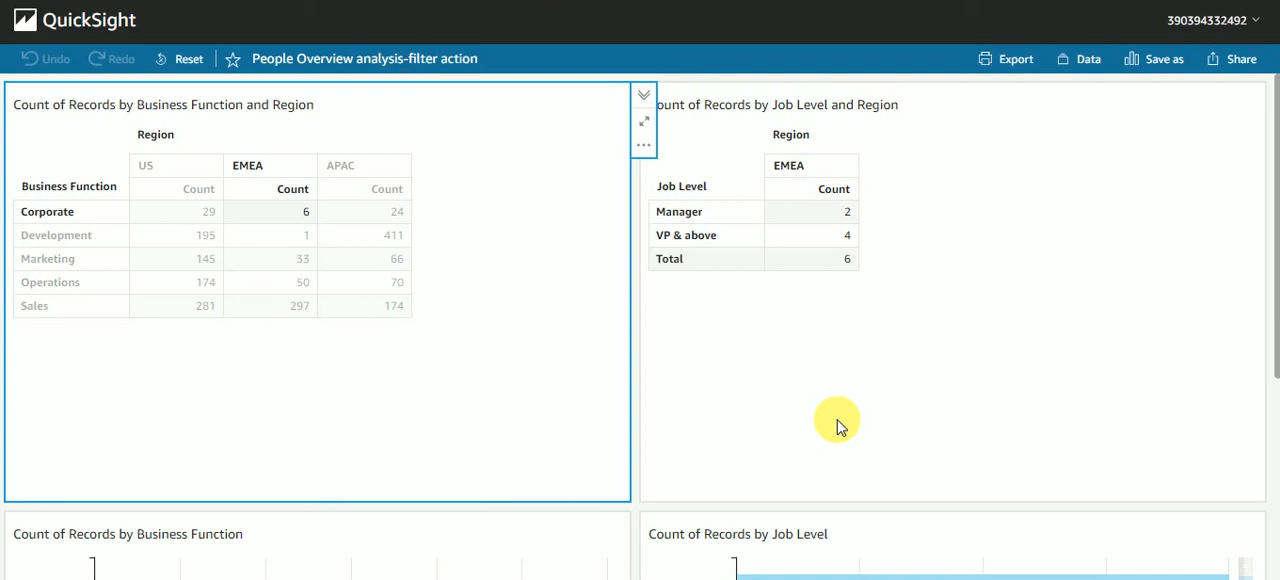 QuickSight
390394332492
Undo Redo Reset People Overview analysis-filter action Export Data Save as Share
Count of Records by Business Function and Region
Region
US EMEA APAC
Business Function Count Count Count
Corporate 29 6 24
Development 195 1 411
Marketing 145 33 66
Operations 174 50 70
Sales 281 297 174
ount of Records by Job Level and Region
Region
EMEA
Job Level Count
Manager 2
VP & above 4
Total 6
Count of Records by Business Function
Count of Records by Job Level